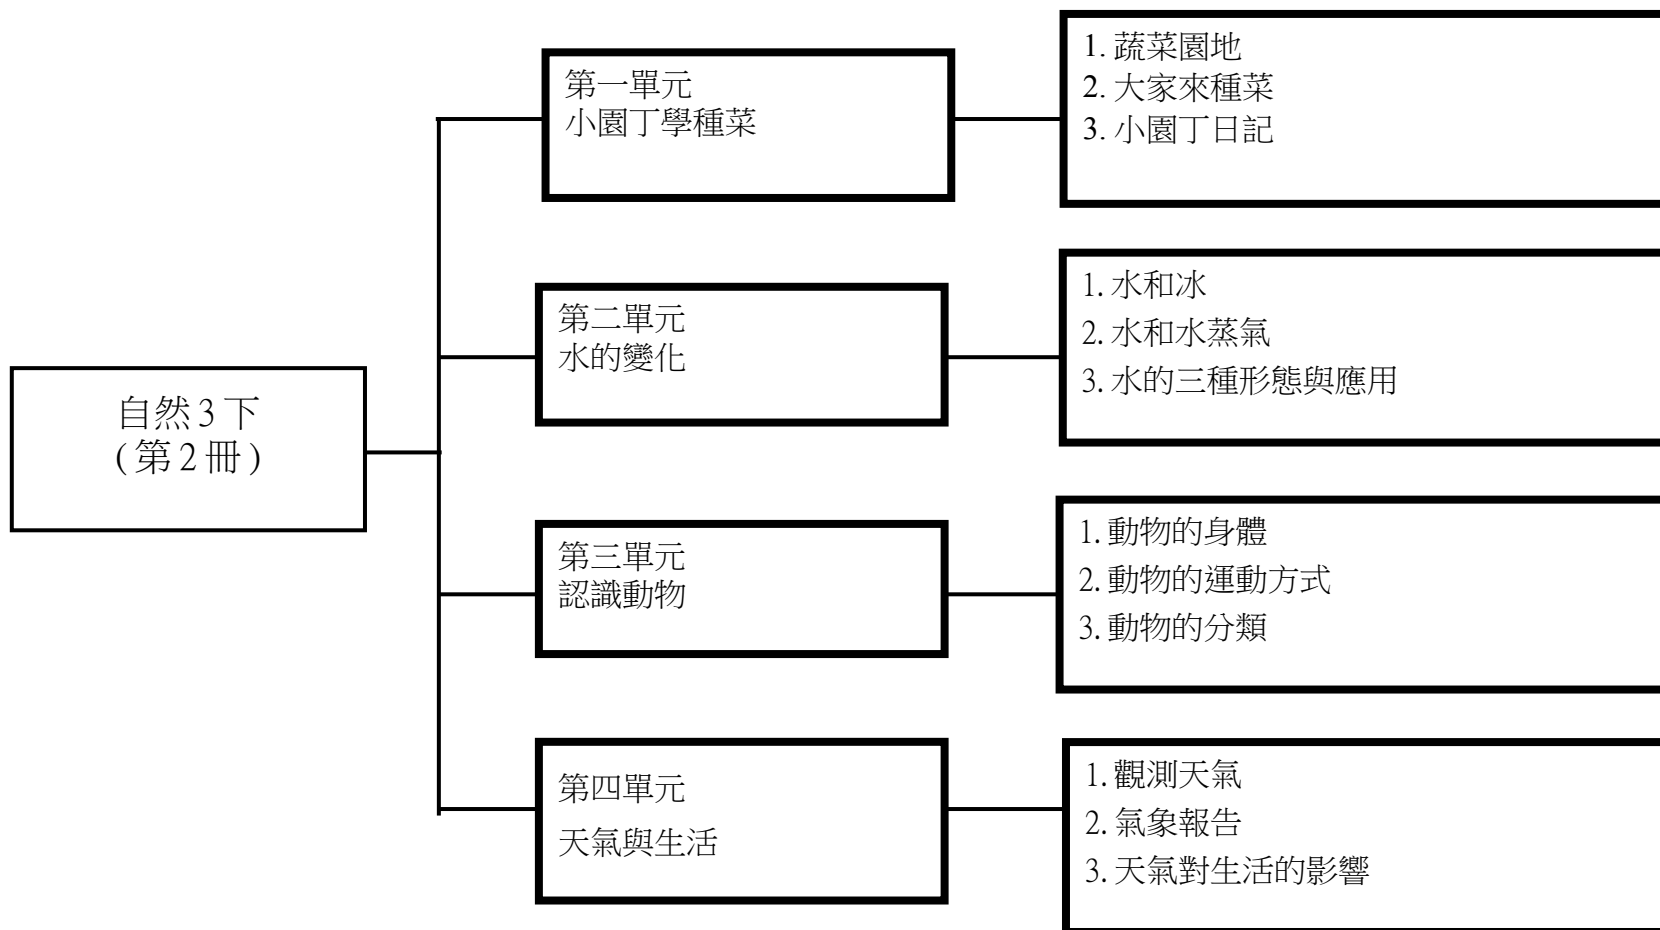 自然3下
(第2冊)
第一單元
小園丁學種菜
1. 蔬菜園地
2. 大家來種菜
3. 小園丁日記
第二單元
水的變化
1. 水和冰
2. 水和水蒸氣
3. 水的三種形態與應用
第三單元
認識動物
1. 動物的身體
2. 動物的運動方式
3. 動物的分類
第四單元
天氣與生活
1. 觀測天氣
2. 氣象報告
3. 天氣對生活的影響